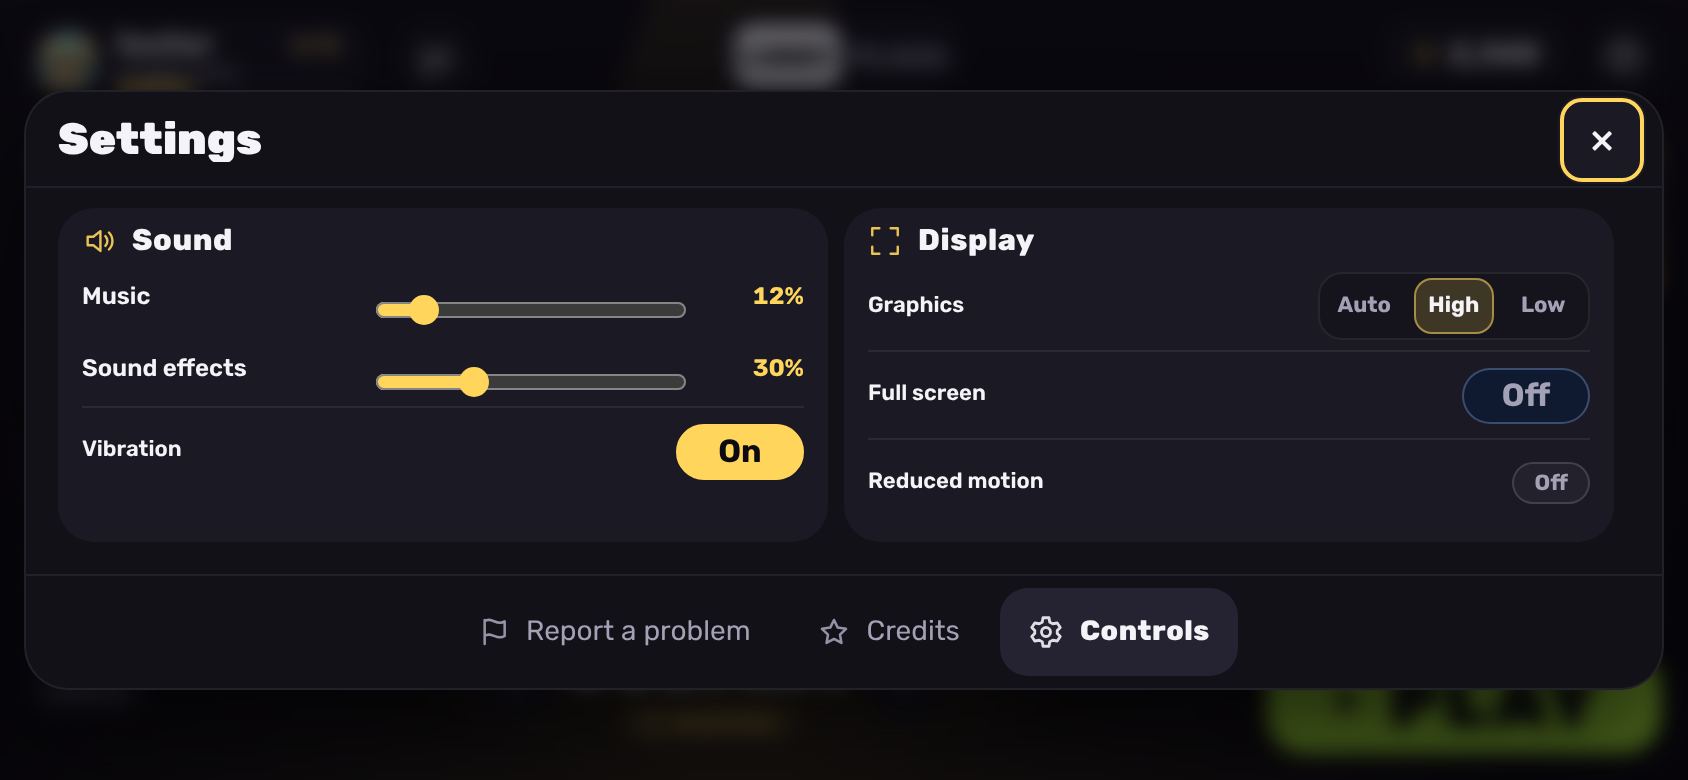 Settings
Sound
Music 12%
Sound effects 30%
Vibration On
Display
Graphics Auto High Low
Full screen Off
Reduced motion Off
Report a problem Credits Controls
PLAY